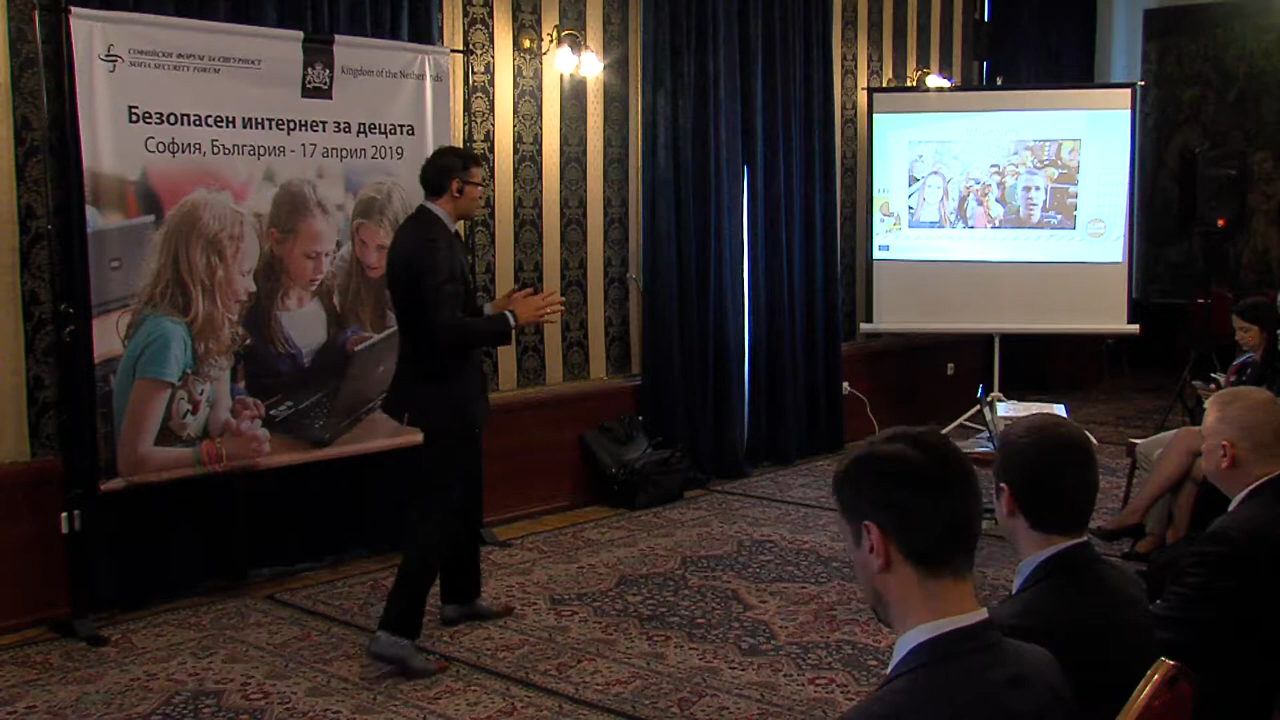 СОФИЙСКИ ФОРУМ ЗА СИГУРНОСТ
SOFIA SECURITY FORUM
Kingdom of the Netherlands
Безопасен интернет за децата
София, България - 17 април 2019